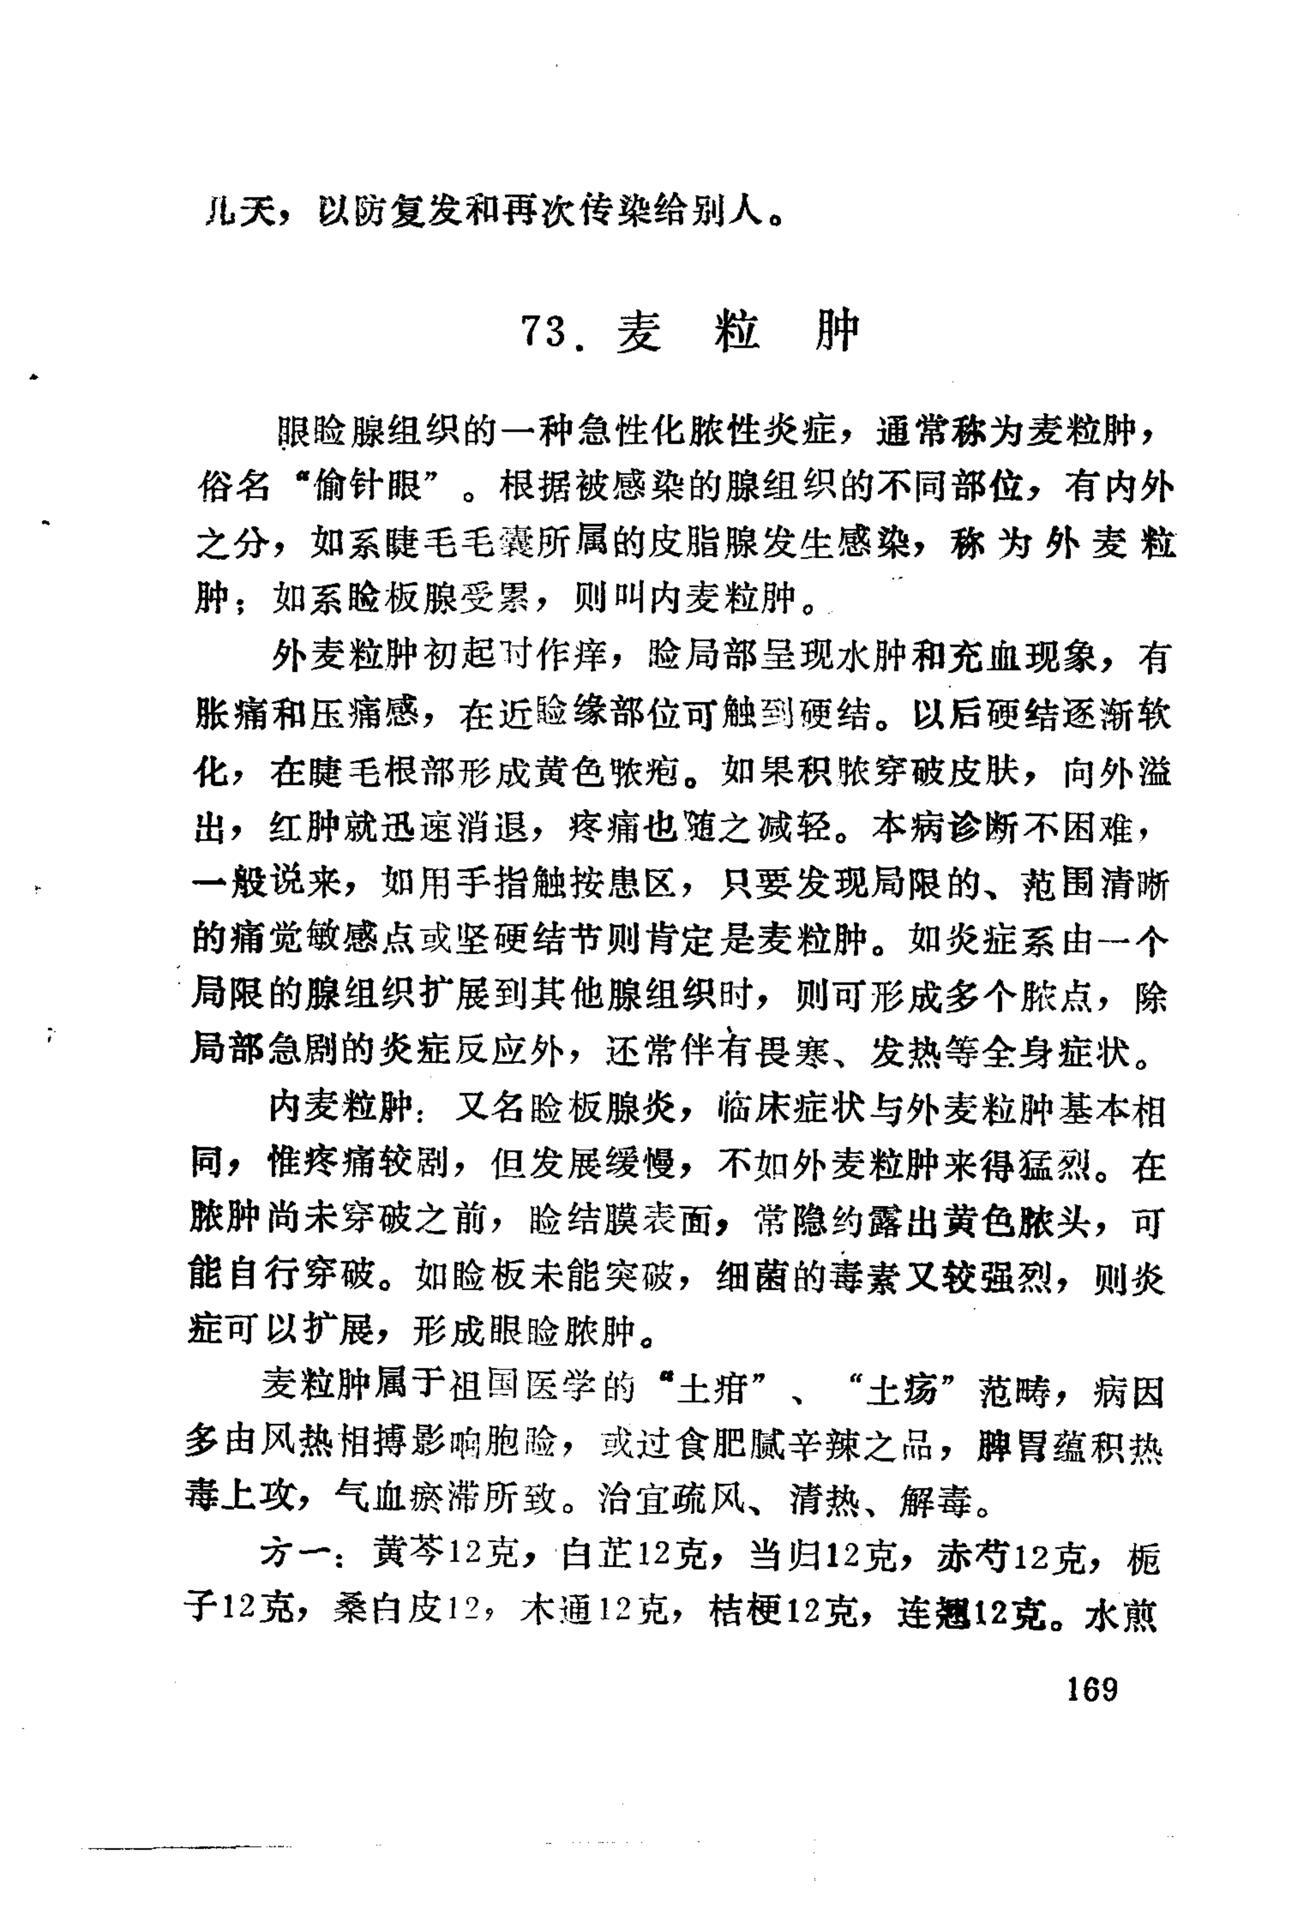 几天，以防复发和再次传染给别人。
73．麦粒肿
眼睑腺组织的一种急性化脓性炎症，通常称为麦粒肿，
俗名“偷针眼”。根据被感染的腺组织的不同部位，有内外
之分，如系睫毛毛囊所属的皮脂腺发生感染，称为外麦粒
肿；如系睑板腺受累，则叫内麦粒肿。
外麦粒肿初起时作痒，睑局部呈现水肿和充血现象，有
胀痛和压痛感，在近睑缘部位可触到硬结。以后硬结逐渐软
化，在睫毛根部形成黄色脓疱。如果积脓穿破皮肤，向外溢
出，红肿就迅速消退，疼痛也随之减轻。本病诊断不困难，
一般说来，如用手指触按患区，只要发现局限的、范围清晰
的痛觉敏感点或坚硬结节则肯定是麦粒肿。如炎症系由一个
局限的腺组织扩展到其他腺组织时，则可形成多个脓点，除
局部急剧的炎症反应外，还常伴有畏寒、发热等全身症状。
内麦粒肿：又名睑板腺炎，临床症状与外麦粒肿基本相
同，惟疼痛较剧，但发展缓慢，不如外麦粒肿来得猛烈。在
脓肿尚未穿破之前，睑结膜表面，常隐约露出黄色脓头，可
能自行穿破。如睑板未能突破，细菌的毒素又较强烈，则炎
症可以扩展，形成眼睑脓肿。
麦粒肿属于祖国医学的“土疳”、“土疡”范畴，病因
多由风热相搏影响胞睑，或过食肥腻辛辣之品，脾胃蕴积热
毒上攻，气血瘀滞所致。治宜疏风、清热、解毒。
方一：黄芩12克，白芷12克，当归12克，赤芍12克，栀
子12克，桑白皮12，木通12克，桔梗12克，连翘12克。水煎
169